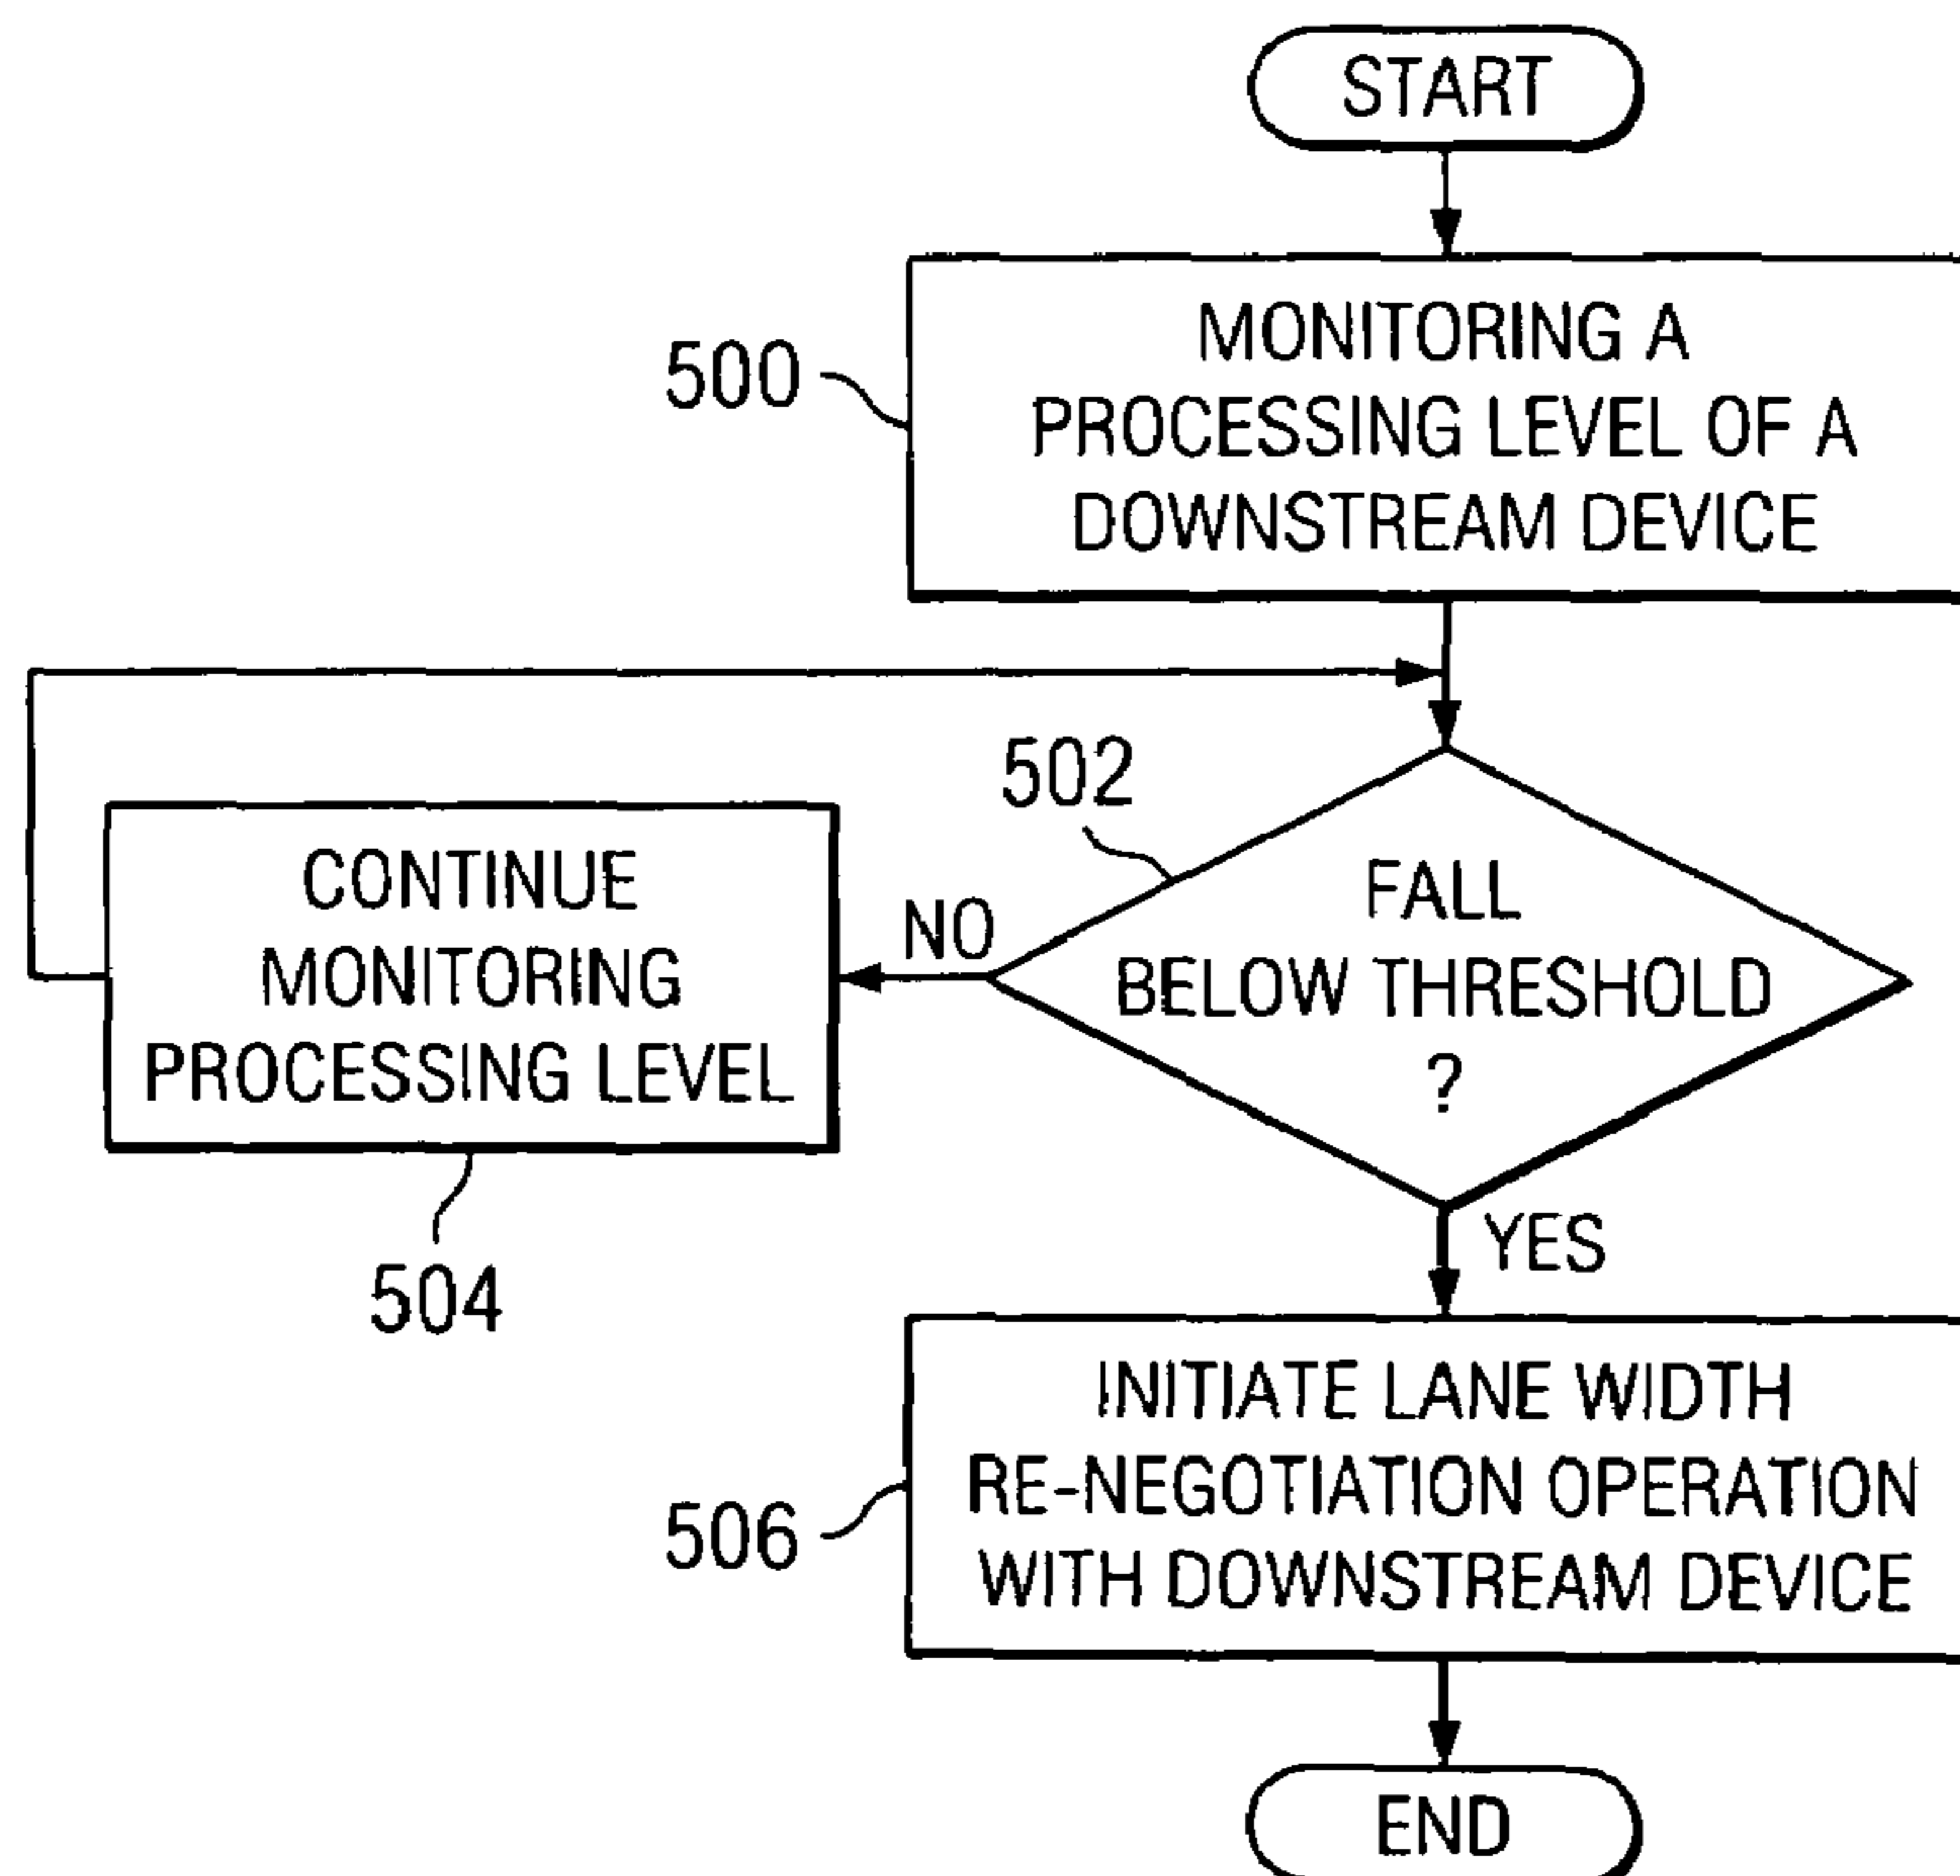 START
500
MONITORING A
PROCESSING LEVEL OF A
DOWNSTREAM DEVICE
502
FALL
BELOW THRESHOLD
?
NO
CONTINUE
MONITORING
PROCESSING LEVEL
504
YES
506
INITIATE LANE WIDTH
RE-NEGOTIATION OPERATION
WITH DOWNSTREAM DEVICE
END